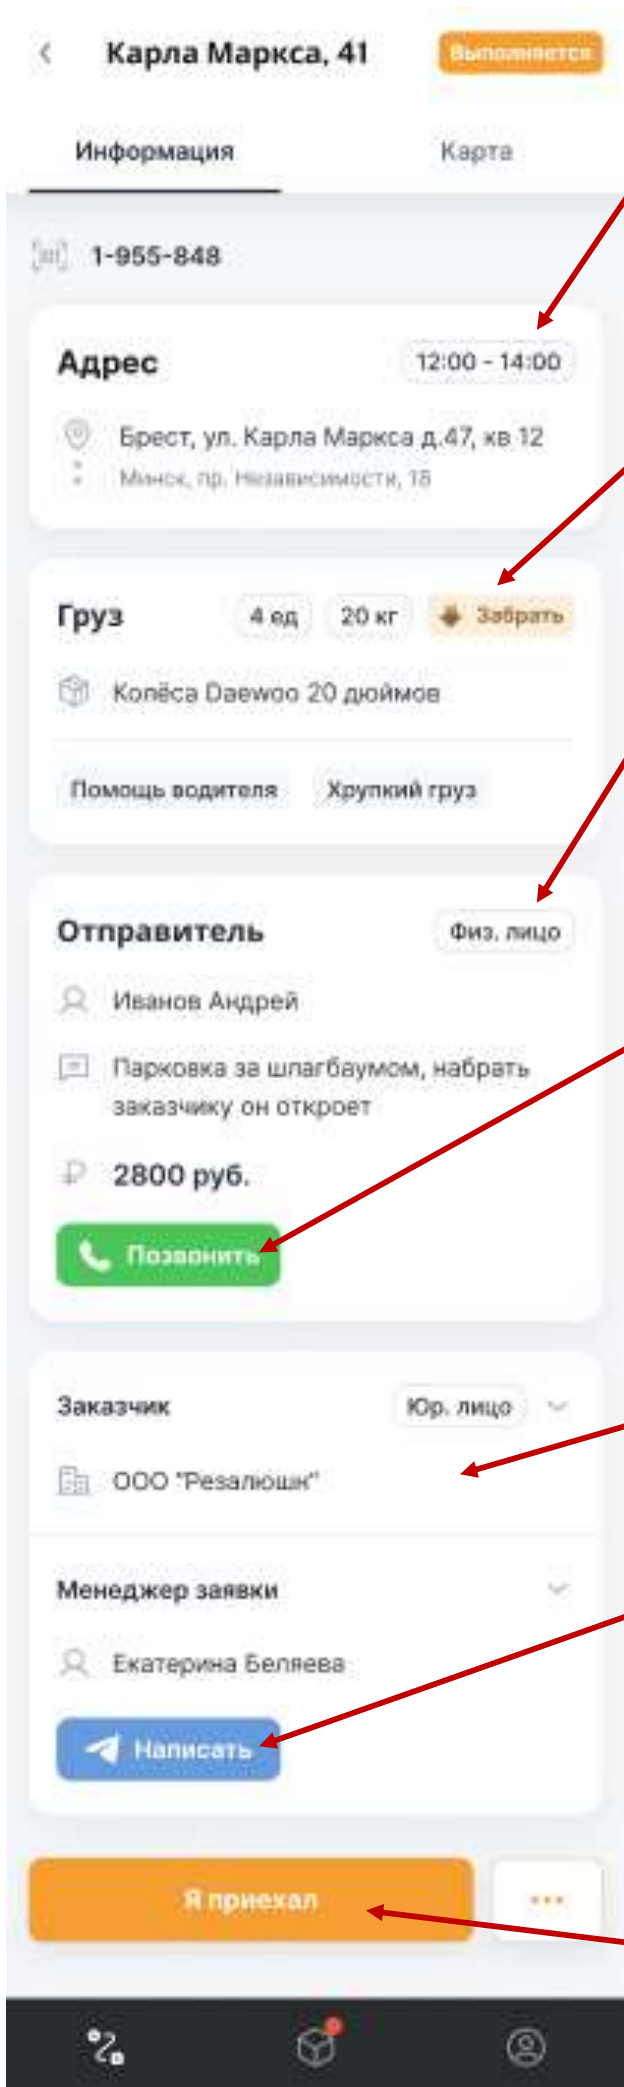 Карла Маркса, 41
Выполняется
Информация
Карта
1-955-848
Адрес
12:00 - 14:00
Брест, ул. Карла Маркса д.47, кв 12
Минск, пр. Независимости, 18
Груз
4 ед
20 кг
Забрать
Колёса Daewoo 20 дюймов
Помощь водителя
Хрупкий груз
Отправитель
Физ. лицо
Иванов Андрей
Парковка за шлагбаумом, набрать
заказчику он откроет
2800 руб.
Позвонить
Заказчик
Юр. лицо
ООО "Резалюшн"
Менеджер заявки
Екатерина Беляева
Написать
Я приехал